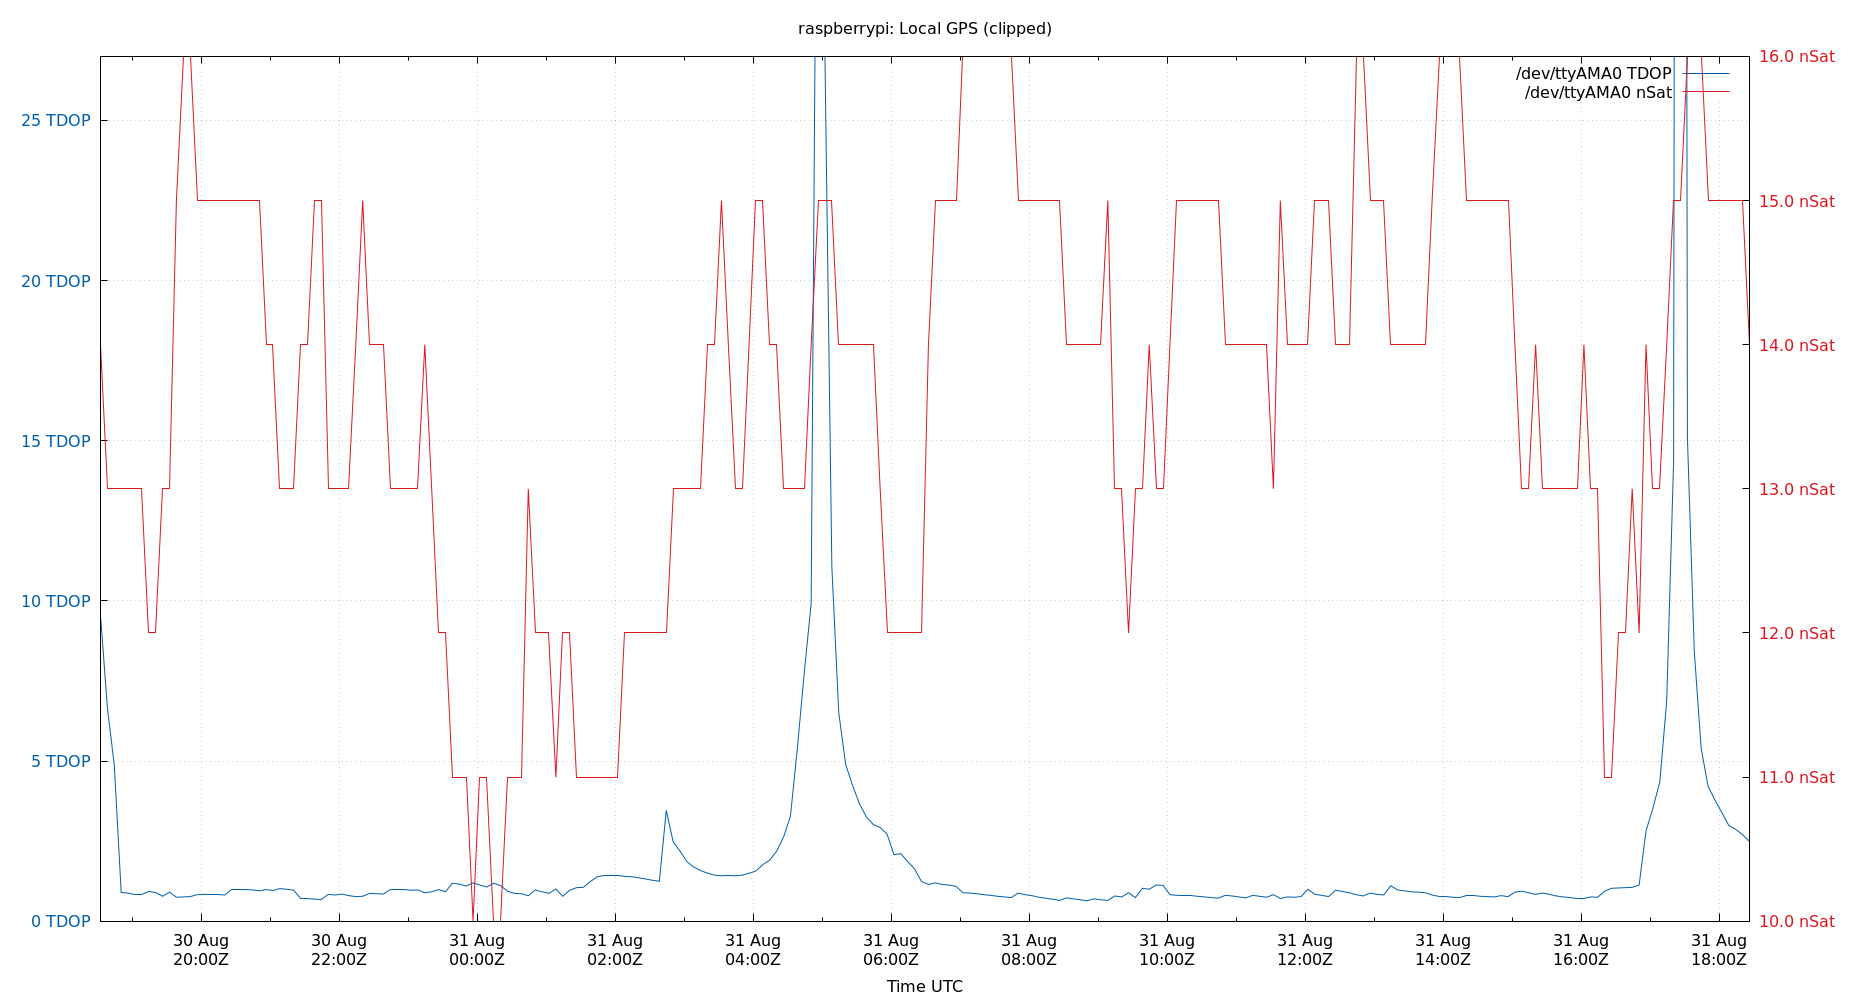 raspberrypi: Local GPS (clipped)
/dev/ttyAMA0 TDOP
/dev/ttyAMA0 nSat
25 TDOP
20 TDOP
15 TDOP
10 TDOP
5 TDOP
0 TDOP
16.0 nSat
15.0 nSat
14.0 nSat
13.0 nSat
12.0 nSat
11.0 nSat
10.0 nSat
30 Aug
20:00Z
30 Aug
22:00Z
31 Aug
00:00Z
31 Aug
02:00Z
31 Aug
04:00Z
31 Aug
06:00Z
31 Aug
08:00Z
31 Aug
10:00Z
31 Aug
12:00Z
31 Aug
14:00Z
31 Aug
16:00Z
31 Aug
18:00Z
Time UTC